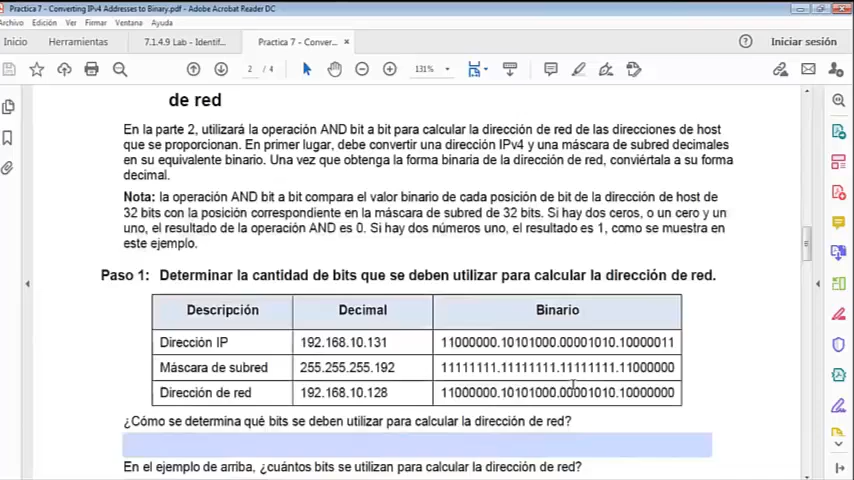 Practica 7 - Converting IPv4 Addresses to Binary.pdf - Adobe Acrobat Reader DC
Archivo Edición Ver Firmar Ventana Ayuda
Inicio Herramientas 7.1.4.9 Lab - Identif... Practica 7 - Conver... × Iniciar sesión
2 / 4 131%
de red
En la parte 2, utilizará la operación AND bit a bit para calcular la dirección de red de las direcciones de host
que se proporcionan. En primer lugar, debe convertir una dirección IPv4 y una máscara de subred decimales
en su equivalente binario. Una vez que obtenga la forma binaria de la dirección de red, conviértala a su forma
decimal.
Nota: la operación AND bit a bit compara el valor binario de cada posición de bit de la dirección de host de
32 bits con la posición correspondiente en la máscara de subred de 32 bits. Si hay dos ceros, o un cero y un
uno, el resultado de la operación AND es 0. Si hay dos números uno, el resultado es 1, como se muestra en
este ejemplo.
Paso 1: Determinar la cantidad de bits que se deben utilizar para calcular la dirección de red.
Descripción Decimal Binario
Dirección IP 192.168.10.131 11000000.10101000.00001010.10000011
Máscara de subred 255.255.255.192 11111111.11111111.11111111.11000000
Dirección de red 192.168.10.128 11000000.10101000.00001010.10000000
¿Cómo se determina qué bits se deben utilizar para calcular la dirección de red?
En el ejemplo de arriba, ¿cuántos bits se utilizan para calcular la dirección de red?